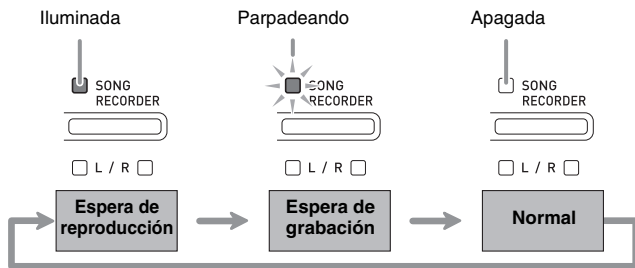 Iluminada
Parpadeando
Apagada
SONG
RECORDER
SONG
RECORDER
SONG
RECORDER
L / R
L / R
L / R
Espera de
reproducción
Espera de
grabación
Normal